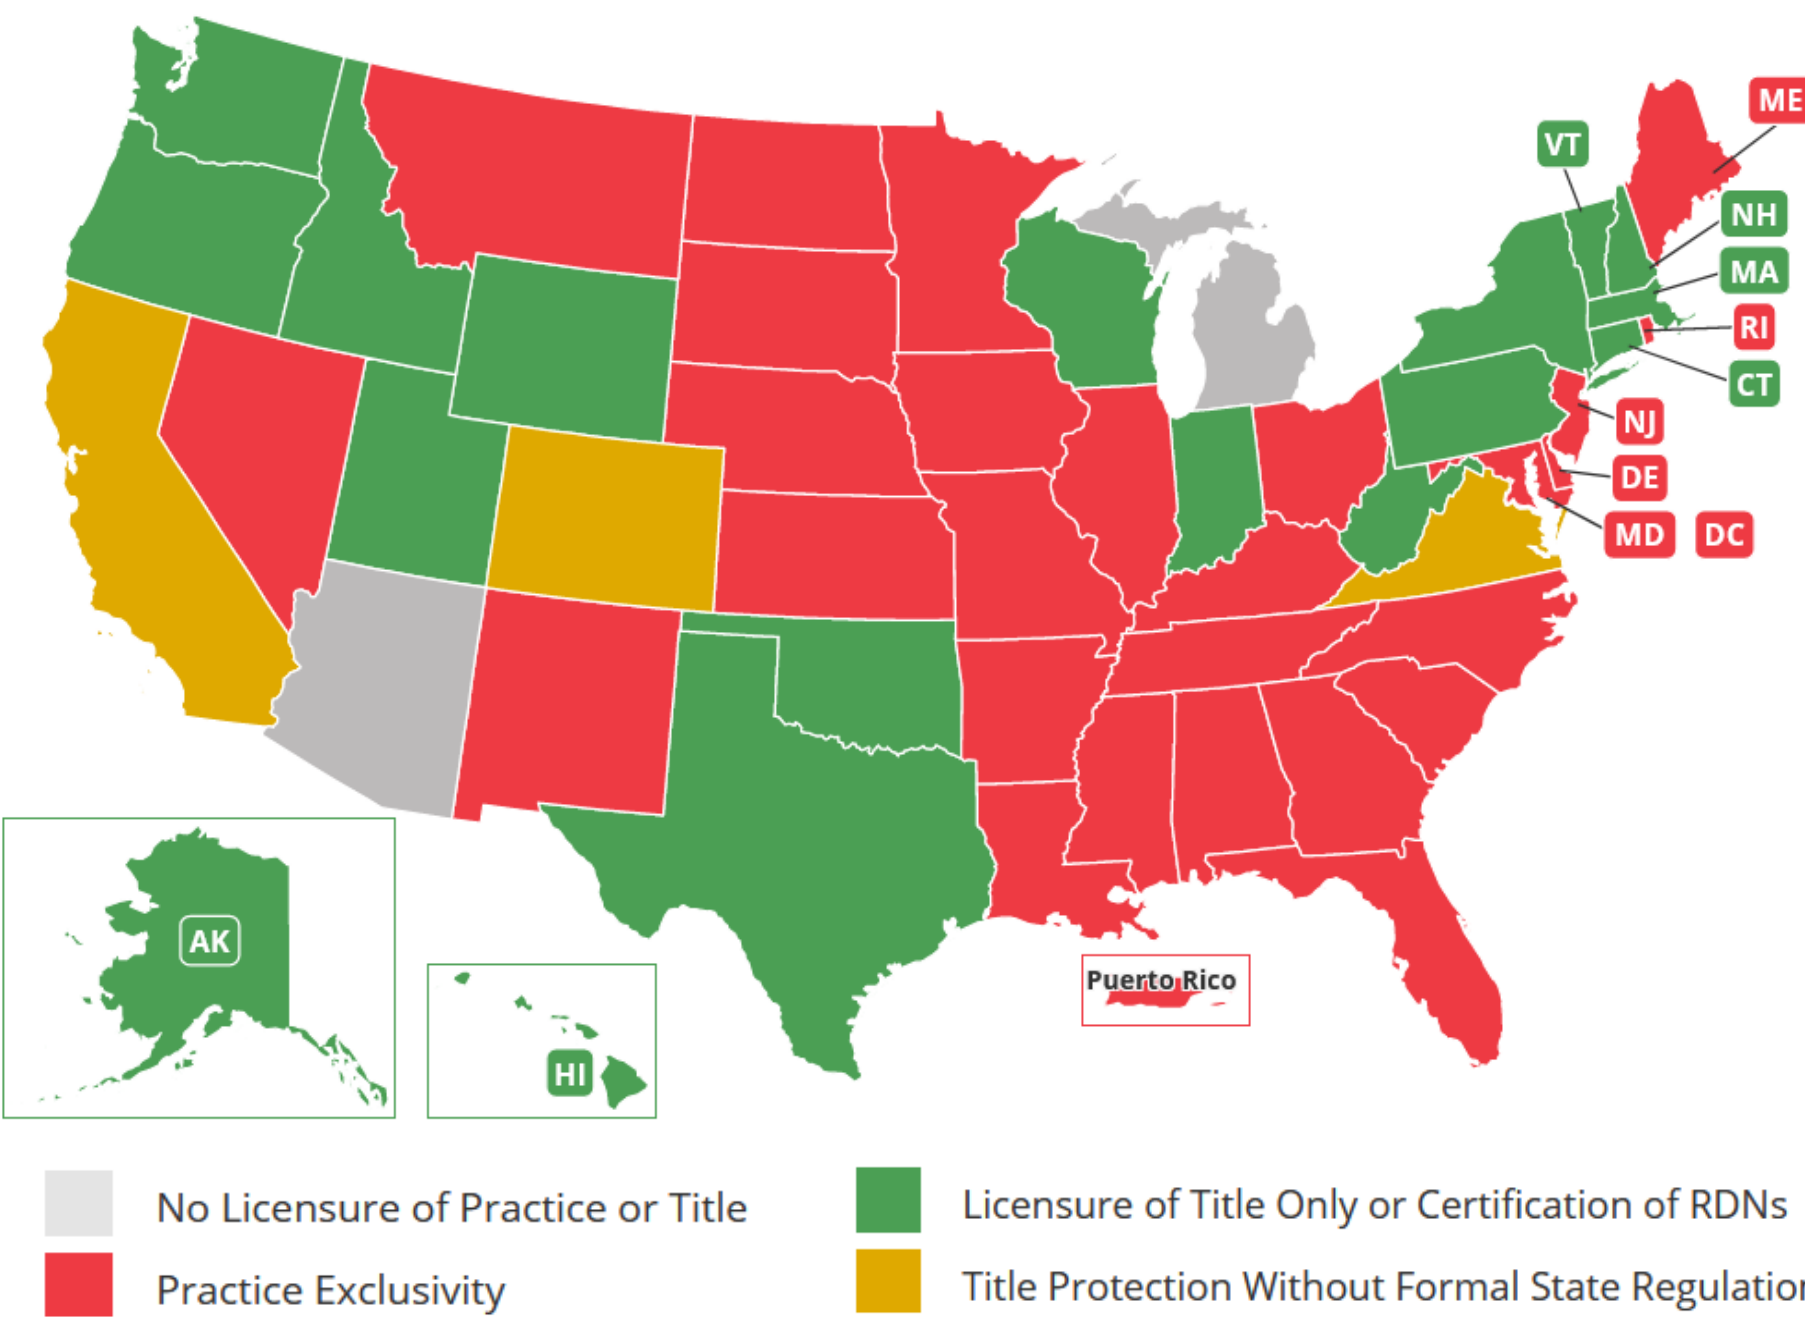 ME
VT
NH
MA
RI
CT
NJ
DE
MD DC
AK
Puerto Rico
HI
No Licensure of Practice or Title
Licensure of Title Only or Certification of RDNs
Practice Exclusivity
Title Protection Without Formal State Regulation